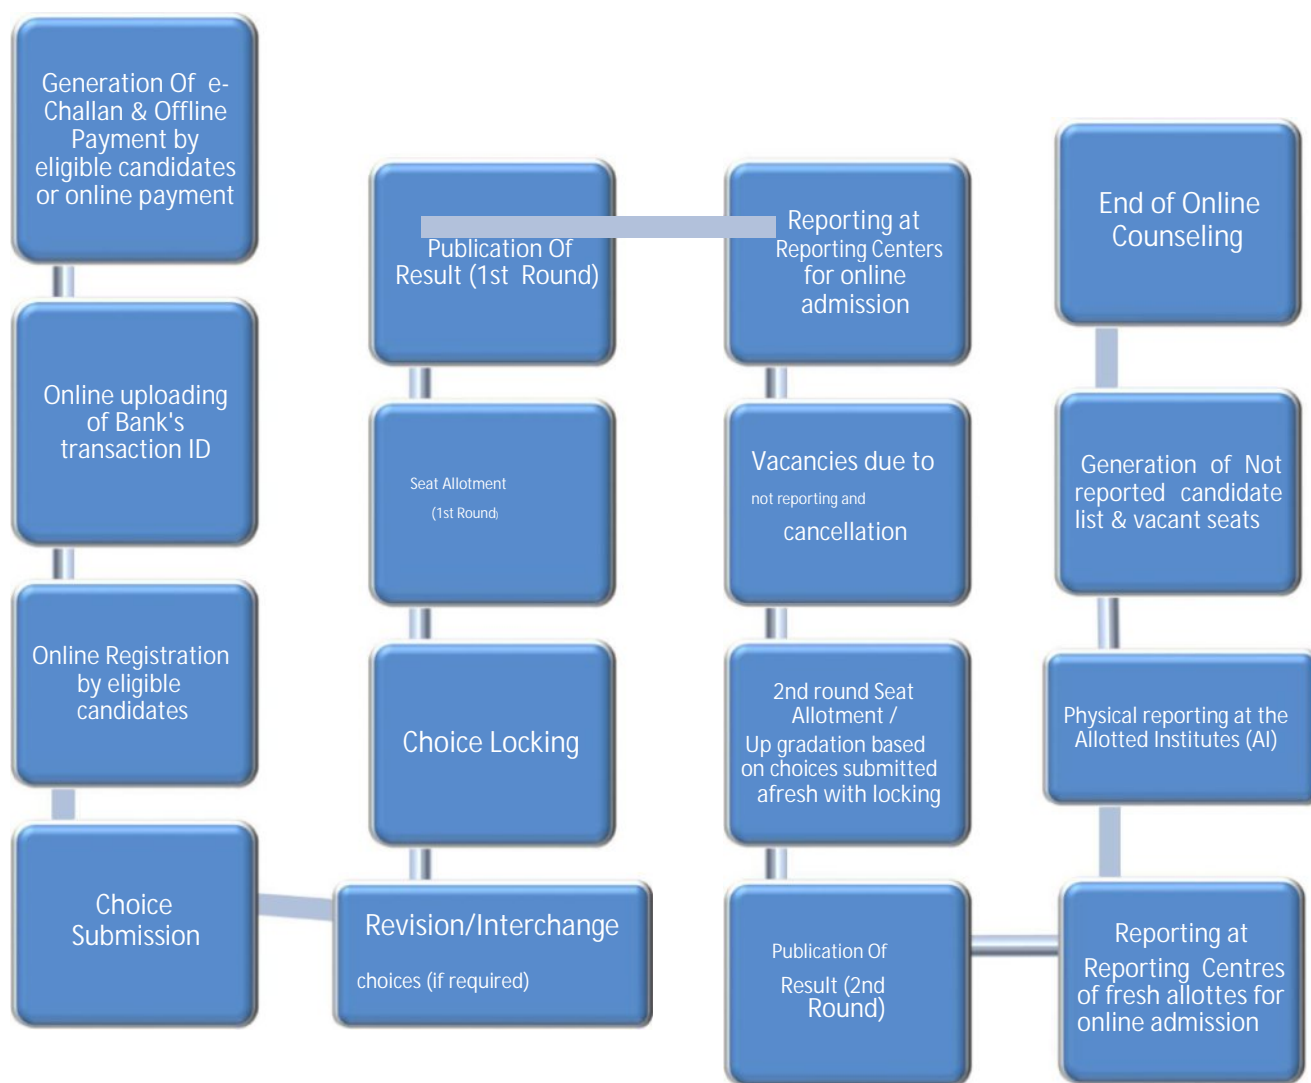 Generation Of e-
Challan & Offline
Payment by
eligible candidates
or online payment
Online uploading
of Bank's
transaction ID
Online Registration
by eligible
candidates
Choice
Submission
Revision/Interchange
choices (if required)
Choice Locking
Seat Allotment
(1st Round)
Publication Of
Result (1st Round)
Reporting at
Reporting Centers
for online
admission
Vacancies due to
not reporting and
cancellation
2nd round Seat
Allotment /
Up gradation based
on choices submitted
afresh with locking
Publication Of
Result (2nd
Round)
Reporting at
Reporting Centres
of fresh allottes for
online admission
Physical reporting at the
Allotted Institutes (AI)
Generation of Not
reported candidate
list & vacant seats
End of Online
Counseling